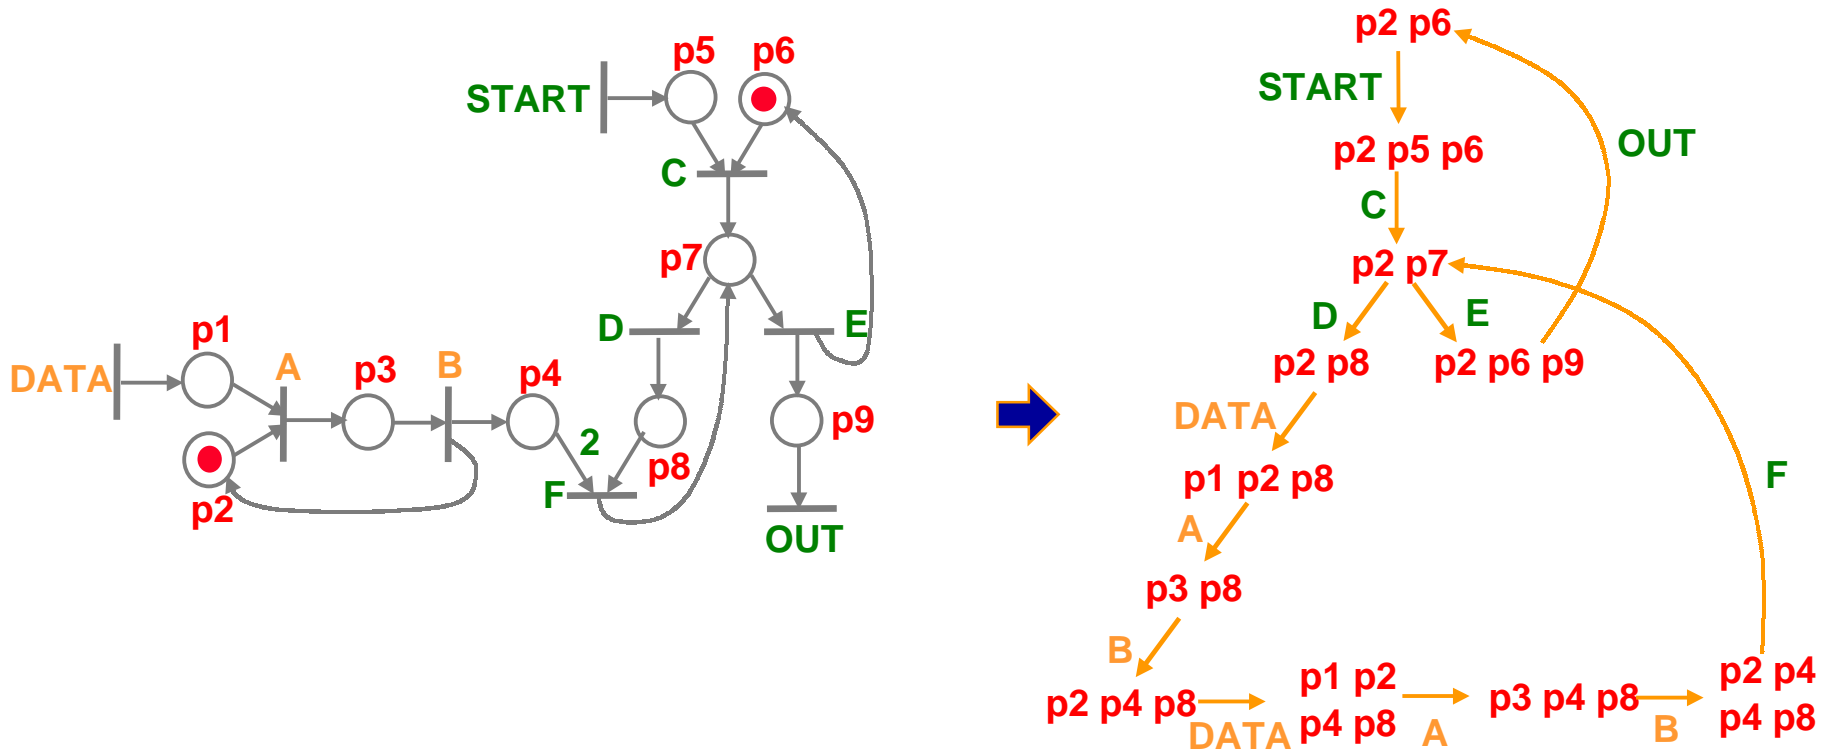 p5
p6
START
C
p7
D
E
p1
DATA
A
p3
B
p4
2
p9
p8
F
p2
OUT
p2 p6
START
OUT
p2 p5 p6
C
p2 p7
D
E
p2 p8
p2 p6 p9
DATA
p1 p2 p8
A
F
p3 p8
B
p2 p4 p8
DATA
p1 p2
p4 p8
A
p3 p4 p8
B
p2 p4
p4 p8